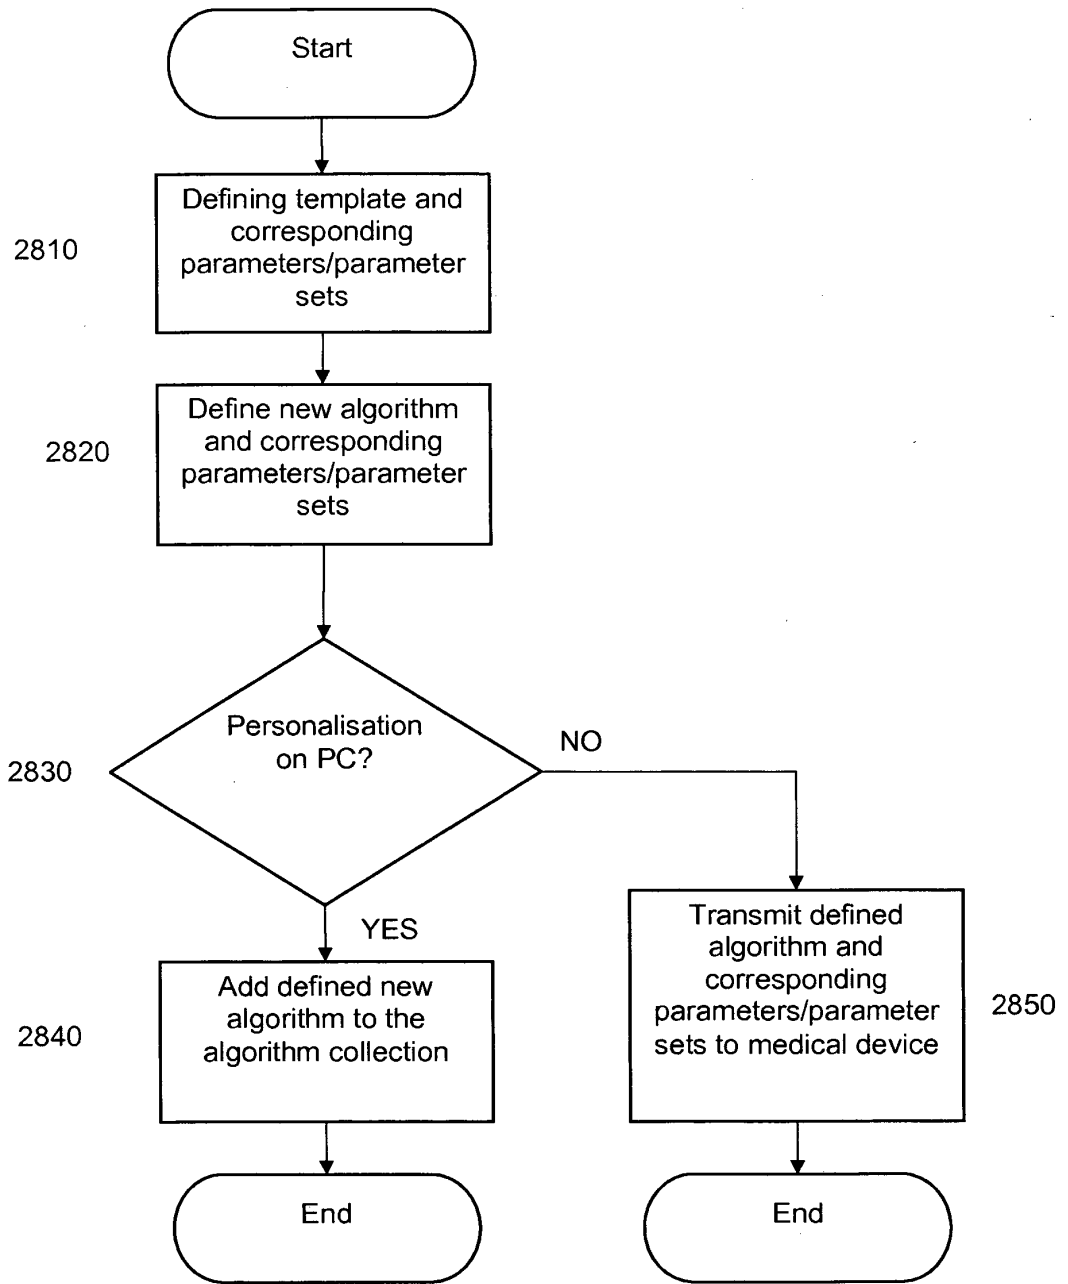 Start
Defining template and
corresponding
parameters/parameter
sets
2810
Define new algorithm
and corresponding
parameters/parameter
sets
2820
Personalisation
on PC?
2830
NO
YES
Add defined new
algorithm to the
algorithm collection
2840
Transmit defined
algorithm and
corresponding
parameters/parameter
sets to medical device
2850
End
End